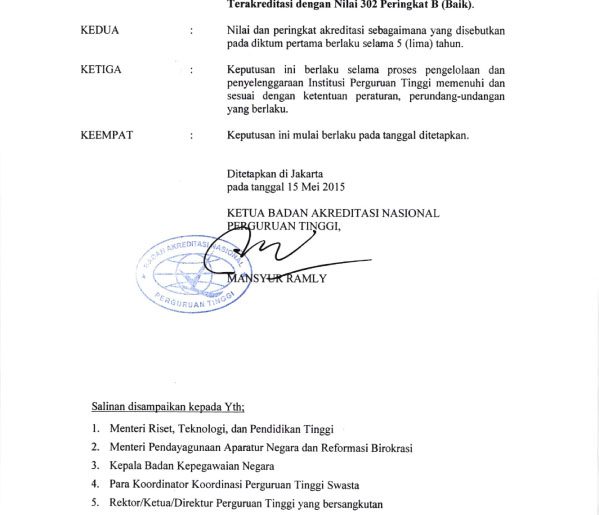 Terakreditasi dengan Nilai 302 Peringkat B (Baik).
KEDUA : Nilai dan peringkat akreditasi sebagaimana yang disebutkan
pada diktum pertama berlaku selama 5 (lima) tahun.
KETIGA : Keputusan ini berlaku selama proses pengelolaan dan
penyelenggaraan Institusi Perguruan Tinggi memenuhi dan
sesuai dengan ketentuan peraturan, perundang-undangan
yang berlaku.
KEEMPAT : Keputusan ini mulai berlaku pada tanggal ditetapkan.
Ditetapkan di Jakarta
pada tanggal 15 Mei 2015
KETUA BADAN AKREDITASI NASIONAL
PERGURUAN TINGGI,
BADAN AKREDITASI NASIONAL
PERGURUAN TINGGI
MANSYUR RAMLY
Salinan disampaikan kepada Yth;
1. Menteri Riset, Teknologi, dan Pendidikan Tinggi
2. Menteri Pendayagunaan Aparatur Negara dan Reformasi Birokrasi
3. Kepala Badan Kepegawaian Negara
4. Para Koordinator Koordinasi Perguruan Tinggi Swasta
5. Rektor/Ketua/Direktur Perguruan Tinggi yang bersangkutan